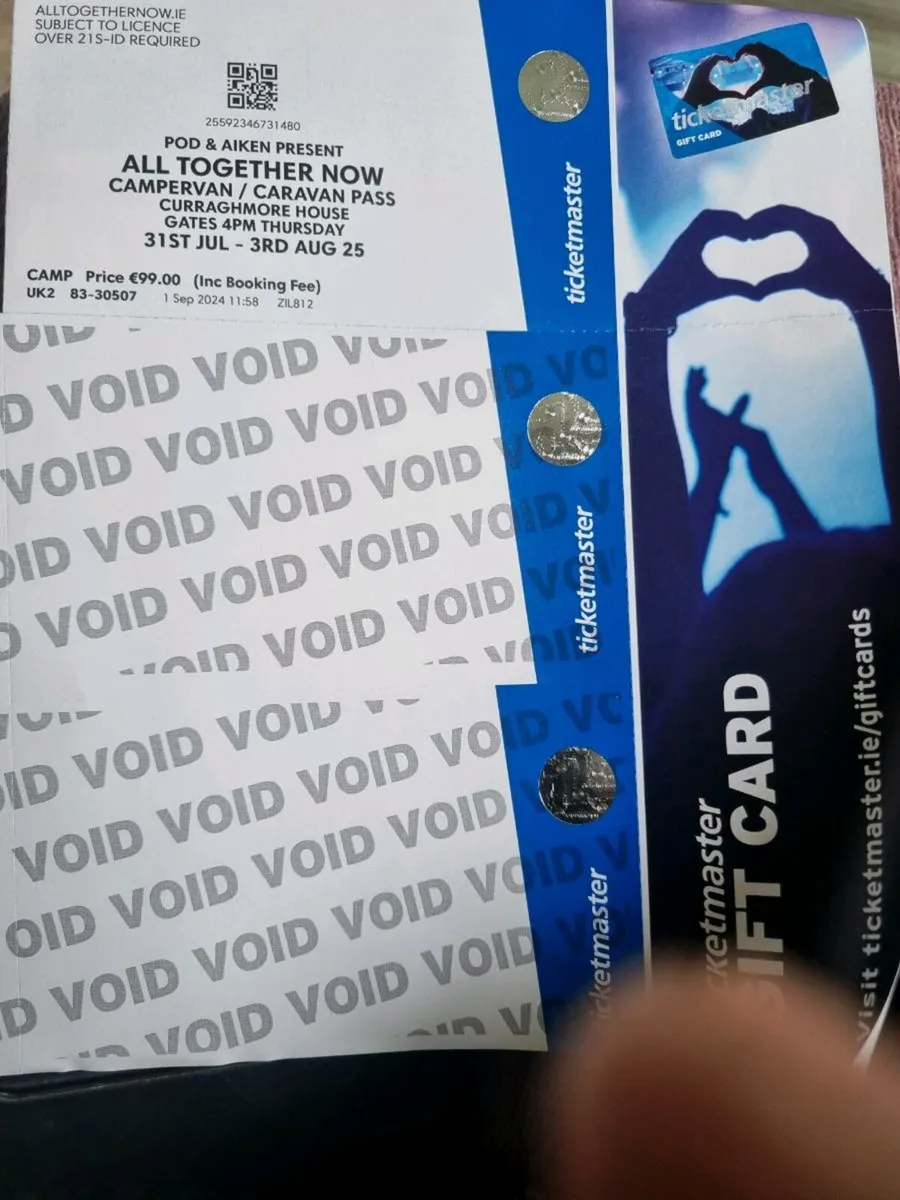 ALLTOGETHERNOW.IE
SUBJECT TO LICENCE
OVER 21S-ID REQUIRED
25592346731480
POD & AIKEN PRESENT
ALL TOGETHER NOW
CAMPERVAN / CARAVAN PASS
CURRAGHMORE HOUSE
GATES 4PM THURSDAY
31ST JUL - 3RD AUG 25
CAMP Price €99.00 (Inc Booking Fee)
UK2 83-30507 1 Sep 2024 11:58 ZIL812
ticketmaster
ticketmaster
GIFT CARD
VOID VOID VOID
VOID VOID VOID VOID
VOID VOID VOID VOID
VOID VOID VOID VOID
VOID VOID VOID
ticketmaster
VOID VOID
VOID VOID VOID VOID
VOID VOID VOID VOID
VOID VOID VOID VOID
VOID VOID VOID
ticketmaster
ticketmaster
GIFT CARD
visit ticketmaster.ie/giftcards